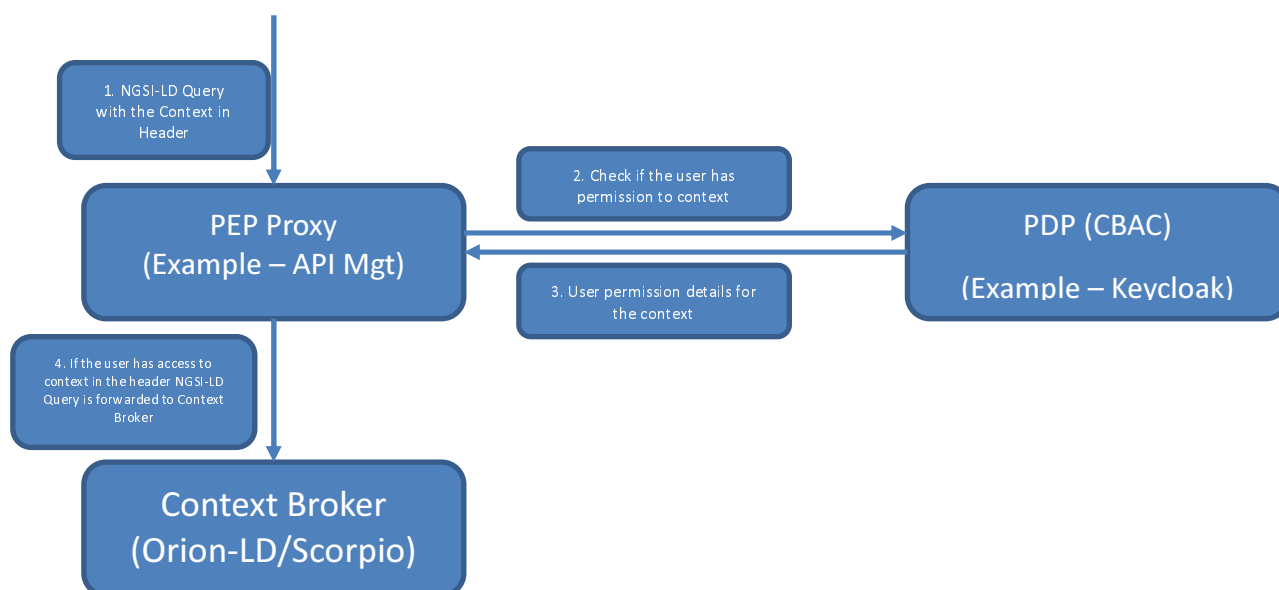 1. NGSI-LD Query
with the Context in
Header
2. Check if the user has
permission to context
PEP Proxy
(Example – API Mgt)
PDP (CBAC)
(Example – Keycloak)
3. User permission details for
the context
4. If the user has access to
context in the header NGSI-LD
Query is forwarded to Context
Broker
Context Broker
(Orion-LD/Scorpio)